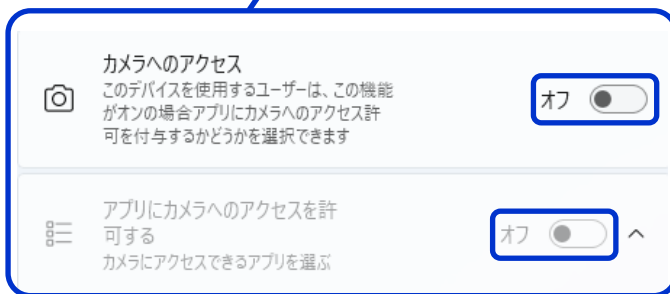 カメラへのアクセス
このデバイスを使用するユーザーは、この機能
がオンの場合アプリにカメラへのアクセス許
可を付与するかどうかを選択できます
オフ
アプリにカメラへのアクセスを許
可する
カメラにアクセスできるアプリを選ぶ
オフ